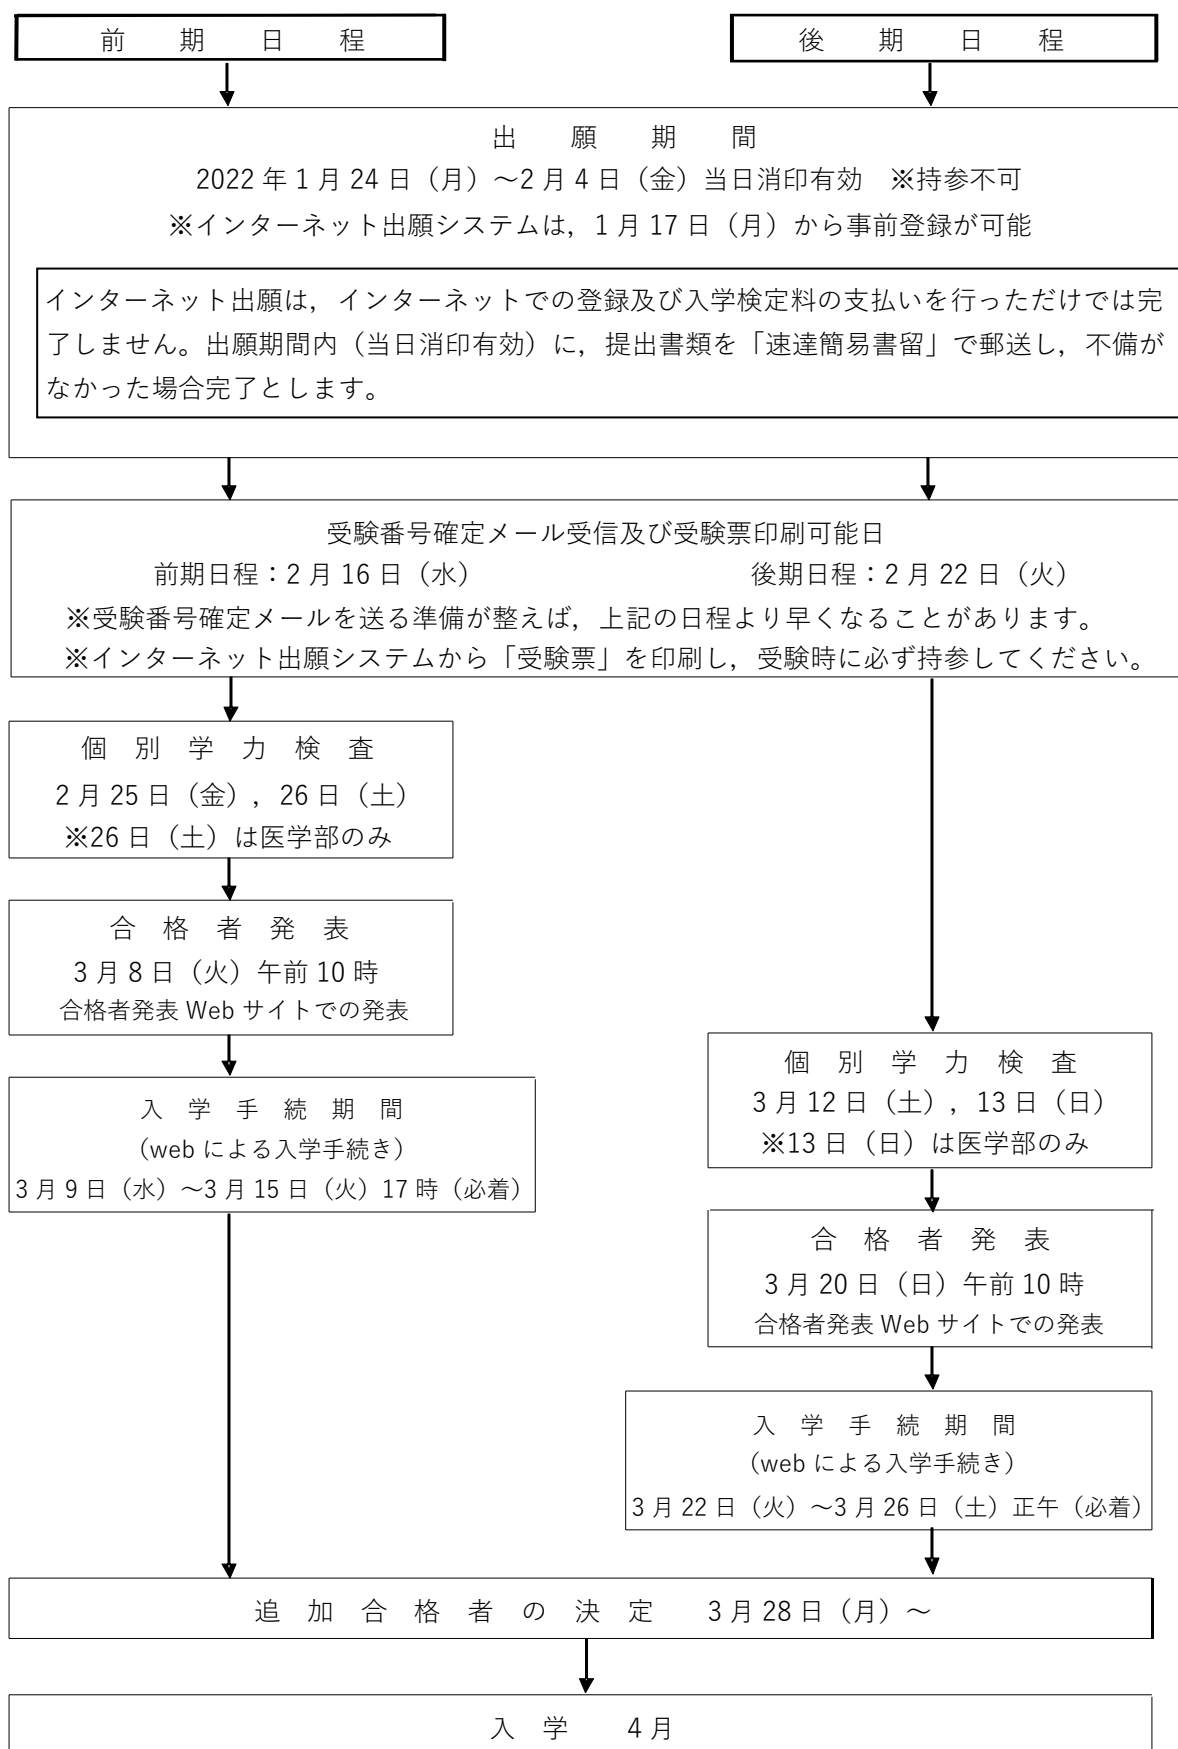 前　期　日　程
後　期　日　程
出　願　期　間
2022 年 1 月 24 日（月）～2 月 4 日（金）当日消印有効　※持参不可
※インターネット出願システムは，1 月 17 日（月）から事前登録が可能
インターネット出願は，インターネットでの登録及び入学検定料の支払いを行っただけでは完
了しません。出願期間内（当日消印有効）に，提出書類を「速達簡易書留」で郵送し，不備が
なかった場合完了とします。
受験番号確定メール受信及び受験票印刷可能日
前期日程：2 月 16 日（水）　後期日程：2 月 22 日（火）
※受験番号確定メールを送る準備が整えば，上記の日程より早くなることがあります。
※インターネット出願システムから「受験票」を印刷し，受験時に必ず持参してください。
個　別　学　力　検　査
2 月 25 日（金），26 日（土）
※26 日（土）は医学部のみ
合　格　者　発　表
3 月 8 日（火）午前 10 時
合格者発表 Web サイトでの発表
入　学　手　続　期　間
(web による入学手続き)
3 月 9 日（水）～3 月 15 日（火）17 時（必着）
個　別　学　力　検　査
3 月 12 日（土），13 日（日）
※13 日（日）は医学部のみ
合　格　者　発　表
3 月 20 日（日）午前 10 時
合格者発表 Web サイトでの発表
入　学　手　続　期　間
(web による入学手続き)
3 月 22 日（火）～3 月 26 日（土）正午（必着）
追　加　合　格　者　の　決　定　3 月 28 日（月）～
入　学　4 月